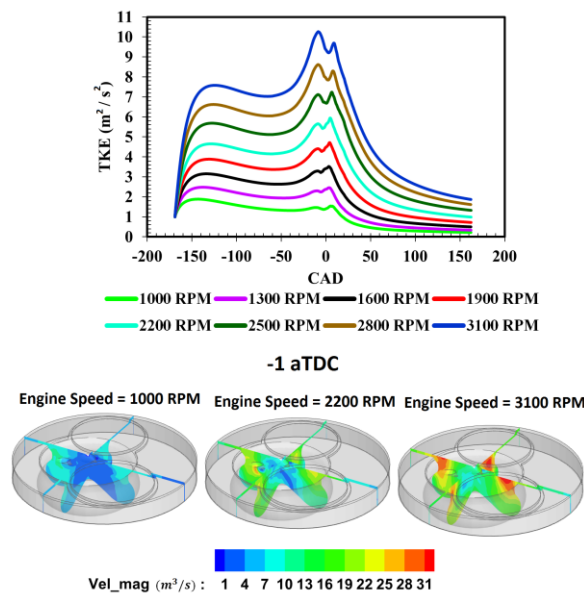 11
10
9
8
7
6
5
4
3
2
1
0
TKE (m² / s²)
-200 -150 -100 -50 0 50 100 150 200
CAD
1000 RPM 1300 RPM 1600 RPM 1900 RPM
2200 RPM 2500 RPM 2800 RPM 3100 RPM
-1 aTDC
Engine Speed = 1000 RPM Engine Speed = 2200 RPM Engine Speed = 3100 RPM
Vel_mag (m³/s) : 1 4 7 10 13 16 19 22 25 28 31